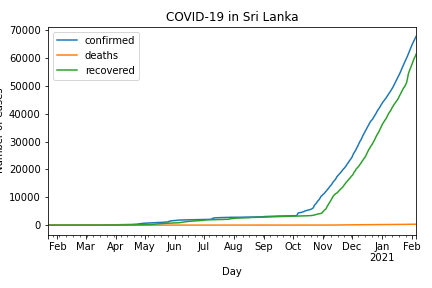 COVID-19 in Sri Lanka
confirmed
deaths
recovered
70000
60000
50000
40000
30000
20000
10000
0
Feb Mar Apr May Jun Jul Aug Sep Oct Nov Dec Jan Feb
2021
Day